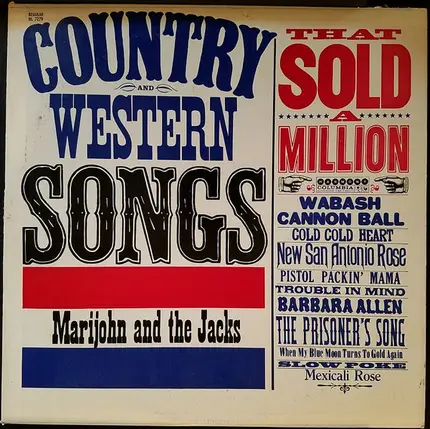 COUNTRY
AND
WESTERN
SONGS
Marijohn and the Jacks
THAT
SOLD
A
MILLION
COLUMBIA
WABASH
CANNON BALL
COLD COLD HEART
New San Antonio Rose
PISTOL PACKIN' MAMA
TROUBLE IN MIND
BARBARA ALLEN
THE PRISONER'S SONG
When My Blue Moon Turns To Gold Again
SLOW POKE
Mexicali Rose